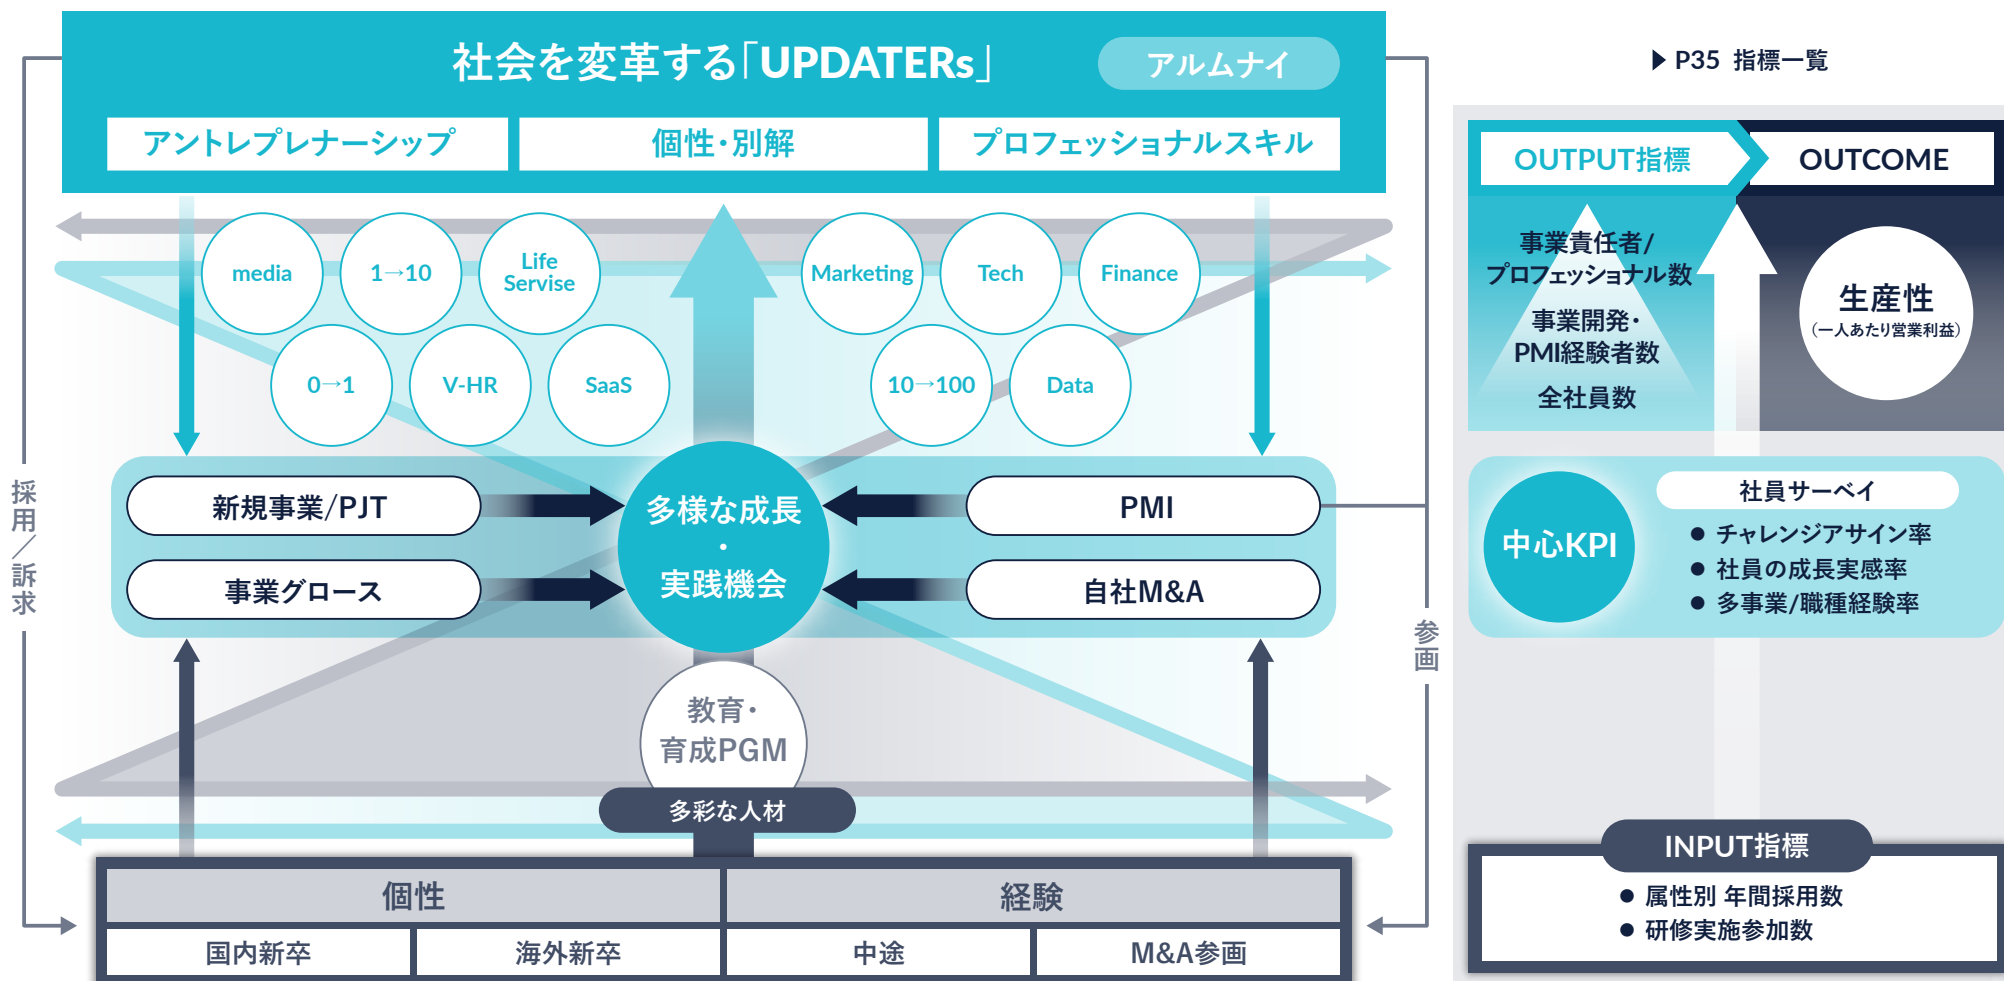 社会を変革する「UPDATERs」
アルムナイ
アントレプレナーシップ
個性・別解
プロフェッショナルスキル
media
1→10
Life
Servise
Marketing
Tech
Finance
0→1
V-HR
SaaS
10→100
Data
採用／訴求
新規事業/PJT
事業グロース
多様な成長
・
実践機会
PMI
自社M&A
参画
教育・
育成PGM
多彩な人材
個性
経験
国内新卒
海外新卒
中途
M&A参画
▶ P35 指標一覧
OUTPUT指標
OUTCOME
事業責任者/
プロフェッショナル数
事業開発・
PMI経験者数
全社員数
生産性
（一人あたり営業利益）
中心KPI
社員サーベイ
● チャレンジアサイン率
● 社員の成長実感率
● 多事業/職種経験率
INPUT指標
● 属性別 年間採用数
● 研修実施参加数